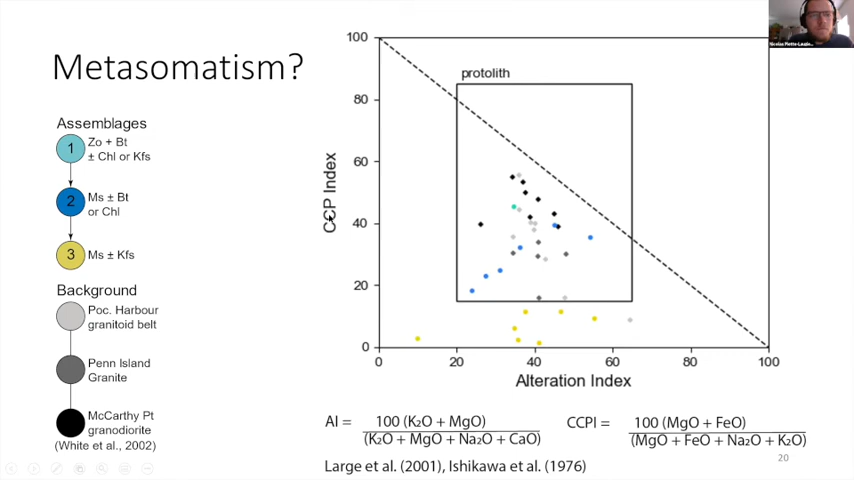 Metasomatism?
Assemblages
1
Zo + Bt
± Chl or Kfs
2
Ms ± Bt
or Chl
3
Ms ± Kfs
Background
Poc. Harbour
granitoid belt
Penn Island
Granite
McCarthy Pt
granodiorite
(White et al., 2002)
100
80
60
40
20
0
CCP Index
protolith
0
20
40
60
80
100
Alteration Index
AI = 100 (K2O + MgO)
(K2O + MgO + Na2O + CaO)
CCPI = 100 (MgO + FeO)
(MgO + FeO + Na2O + K2O)
Large et al. (2001), Ishikawa et al. (1976)
20